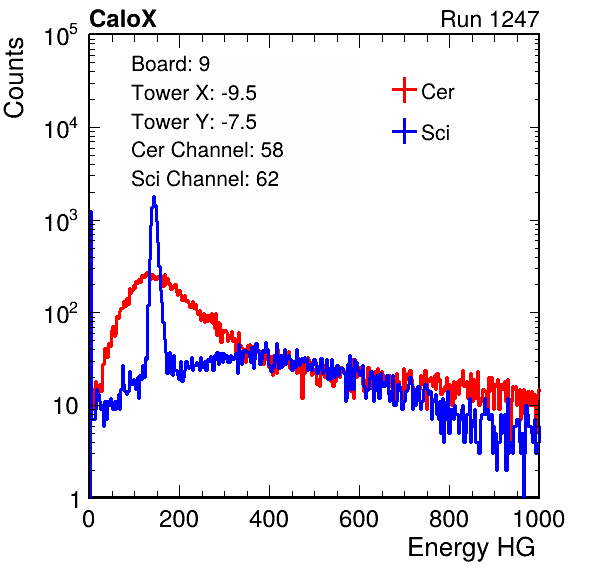 CaloX Run 1247
Counts
10^5
10^4
10^3
10^2
10
1
Board: 9
Tower X: -9.5
Tower Y: -7.5
Cer Channel: 58
Sci Channel: 62
Cer
Sci
0 200 400 600 800 1000
Energy HG